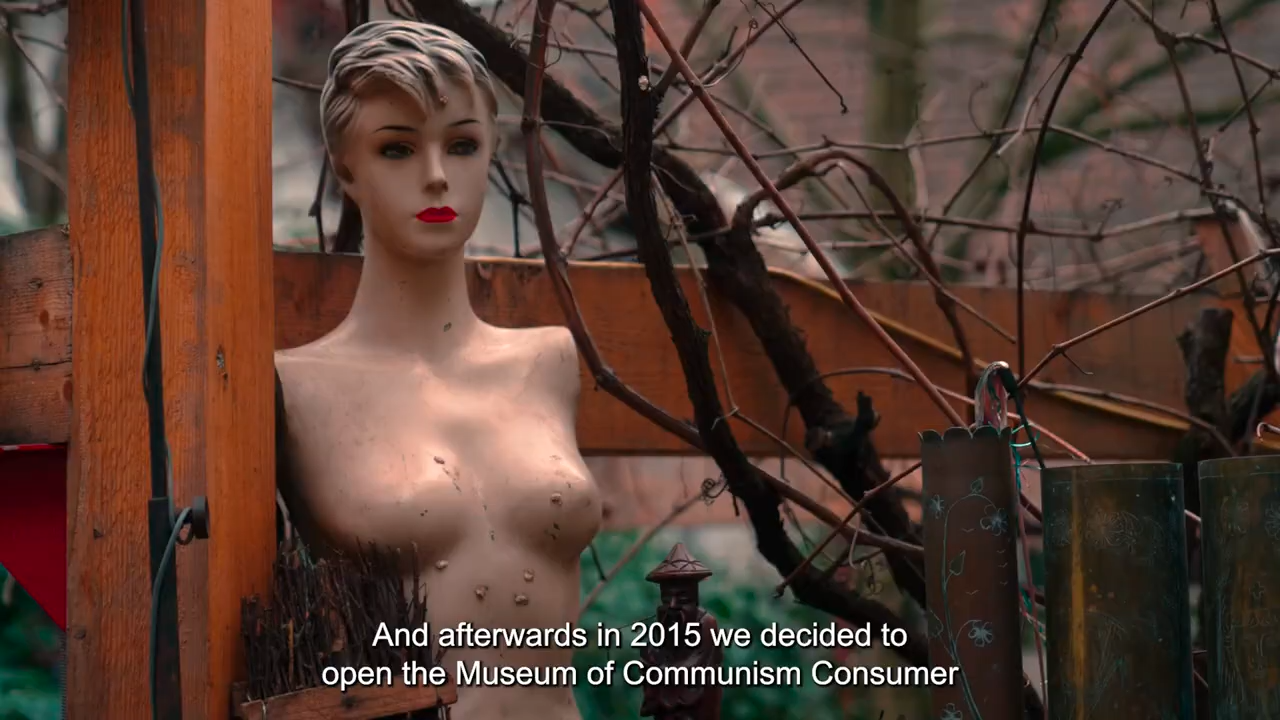 And afterwards in 2015 we decided to
open the Museum of Communism Consumer